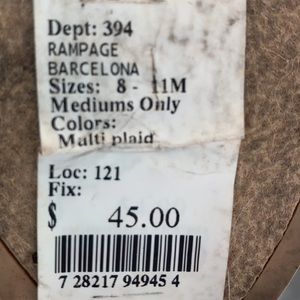 Dept: 394
RAMPAGE
BARCELONA
Sizes: 8 - 11M
Mediums Only
Colors:
Multi plaid
Loc: 121
Fix:
$ 45.00
7 28217 94945 4